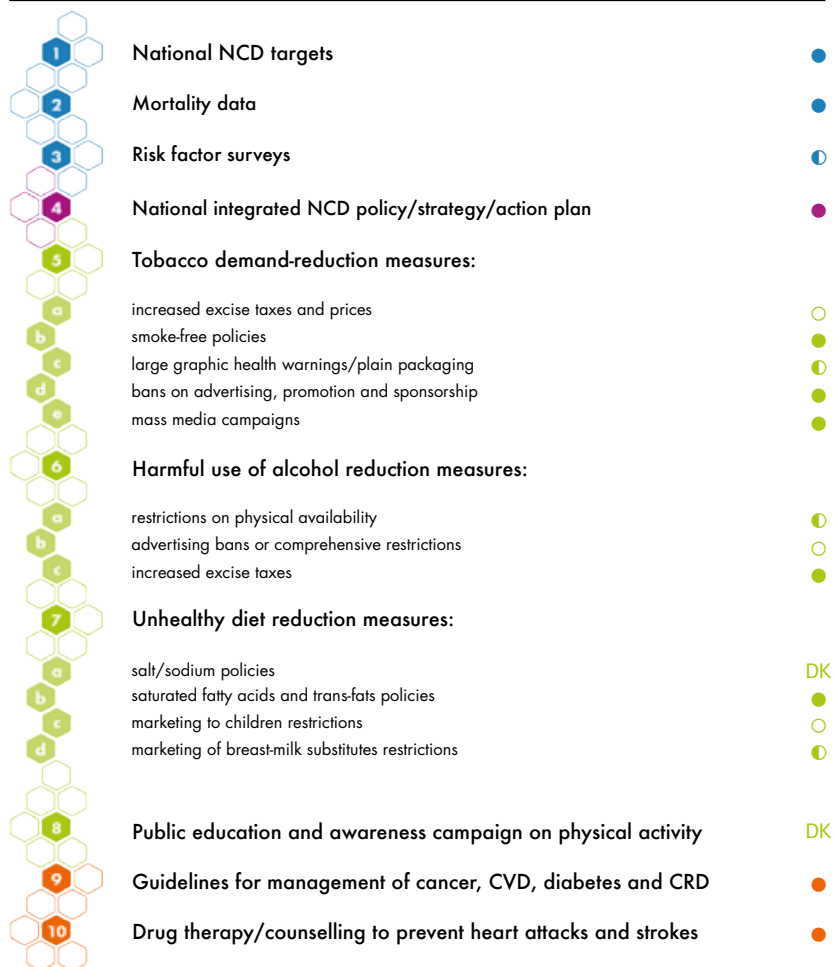 1 National NCD targets
2 Mortality data
3 Risk factor surveys
4 National integrated NCD policy/strategy/action plan
5 Tobacco demand-reduction measures:
a increased excise taxes and prices
b smoke-free policies
c large graphic health warnings/plain packaging
d bans on advertising, promotion and sponsorship
e mass media campaigns
6 Harmful use of alcohol reduction measures:
a restrictions on physical availability
b advertising bans or comprehensive restrictions
c increased excise taxes
7 Unhealthy diet reduction measures:
a salt/sodium policies DK
b saturated fatty acids and trans-fats policies
c marketing to children restrictions
d marketing of breast-milk substitutes restrictions
8 Public education and awareness campaign on physical activity DK
9 Guidelines for management of cancer, CVD, diabetes and CRD
10 Drug therapy/counselling to prevent heart attacks and strokes